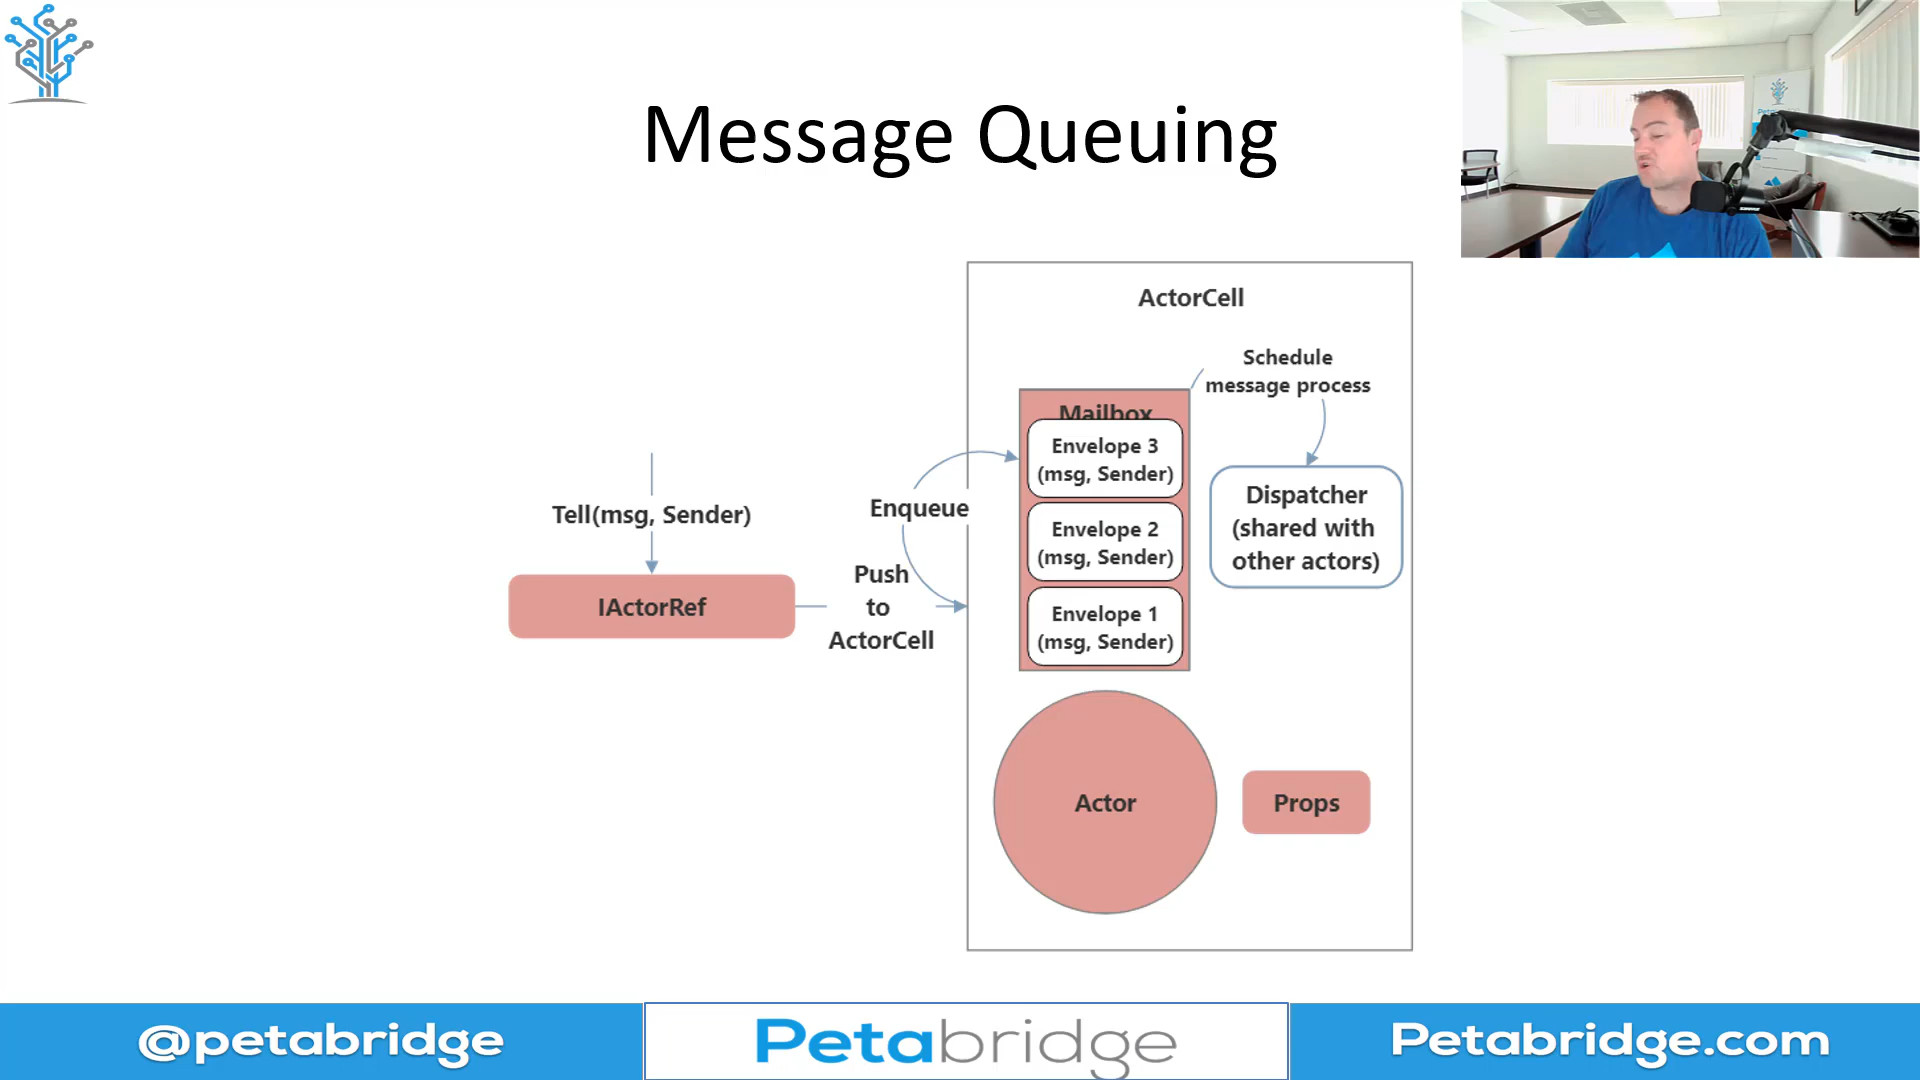 Message Queuing
ActorCell
Schedule
message process
Mailbox
Envelope 3
(msg, Sender)
Envelope 2
(msg, Sender)
Envelope 1
(msg, Sender)
Dispatcher
(shared with
other actors)
Tell(msg, Sender)
IActorRef
Enqueue
Push
to
ActorCell
Actor
Props
@petabridge
Petabridge
Petabridge.com